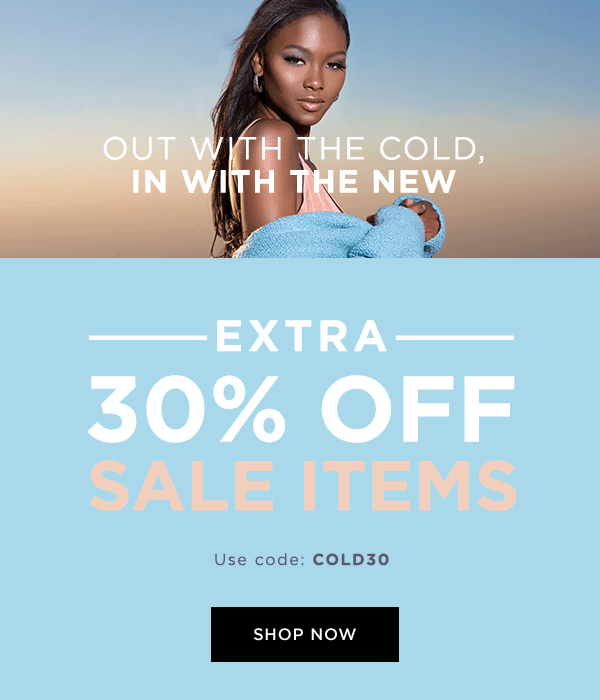 OUT WITH THE COLD,
IN WITH THE NEW
EXTRA
30% OFF
SALE ITEMS
Use code: COLD30
SHOP NOW